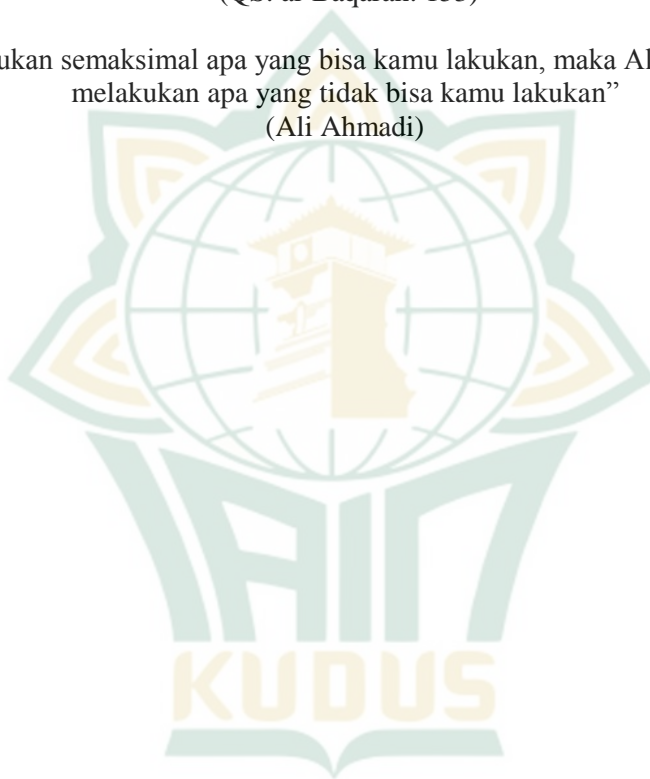 ukan semaksimal apa yang bisa kamu lakukan, maka Al
melakukan apa yang tidak bisa kamu lakukan”
(Ali Ahmadi)
IAIN
KUDUS